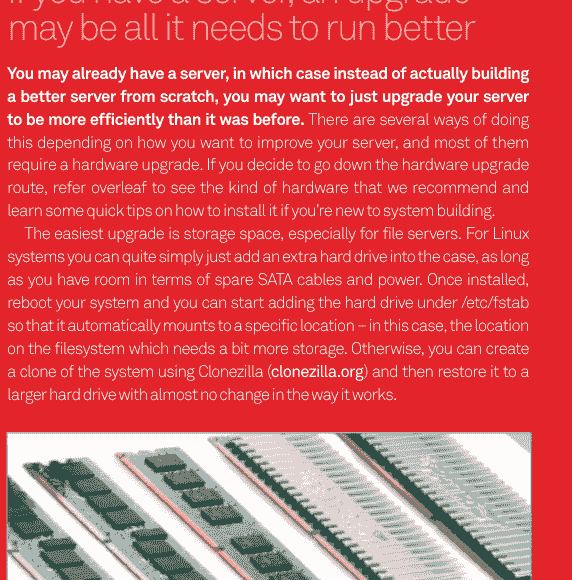 If you have a server, an upgrade
may be all it needs to run better
You may already have a server, in which case instead of actually building
a better server from scratch, you may want to just upgrade your server
to be more efficiently than it was before. There are several ways of doing
this depending on how you want to improve your server, and most of them
require a hardware upgrade. If you decide to go down the hardware upgrade
route, refer overleaf to see the kind of hardware that we recommend and
learn some quick tips on how to install it if you're new to system building.
The easiest upgrade is storage space, especially for file servers. For Linux
systems you can quite simply just add an extra hard drive into the case, as long
as you have room in terms of spare SATA cables and power. Once installed,
reboot your system and you can start adding the hard drive under /etc/fstab
so that it automatically mounts to a specific location – in this case, the location
on the filesystem which needs a bit more storage. Otherwise, you can create
a clone of the system using Clonezilla (clonezilla.org) and then restore it to a
larger hard drive with almost no change in the way it works.